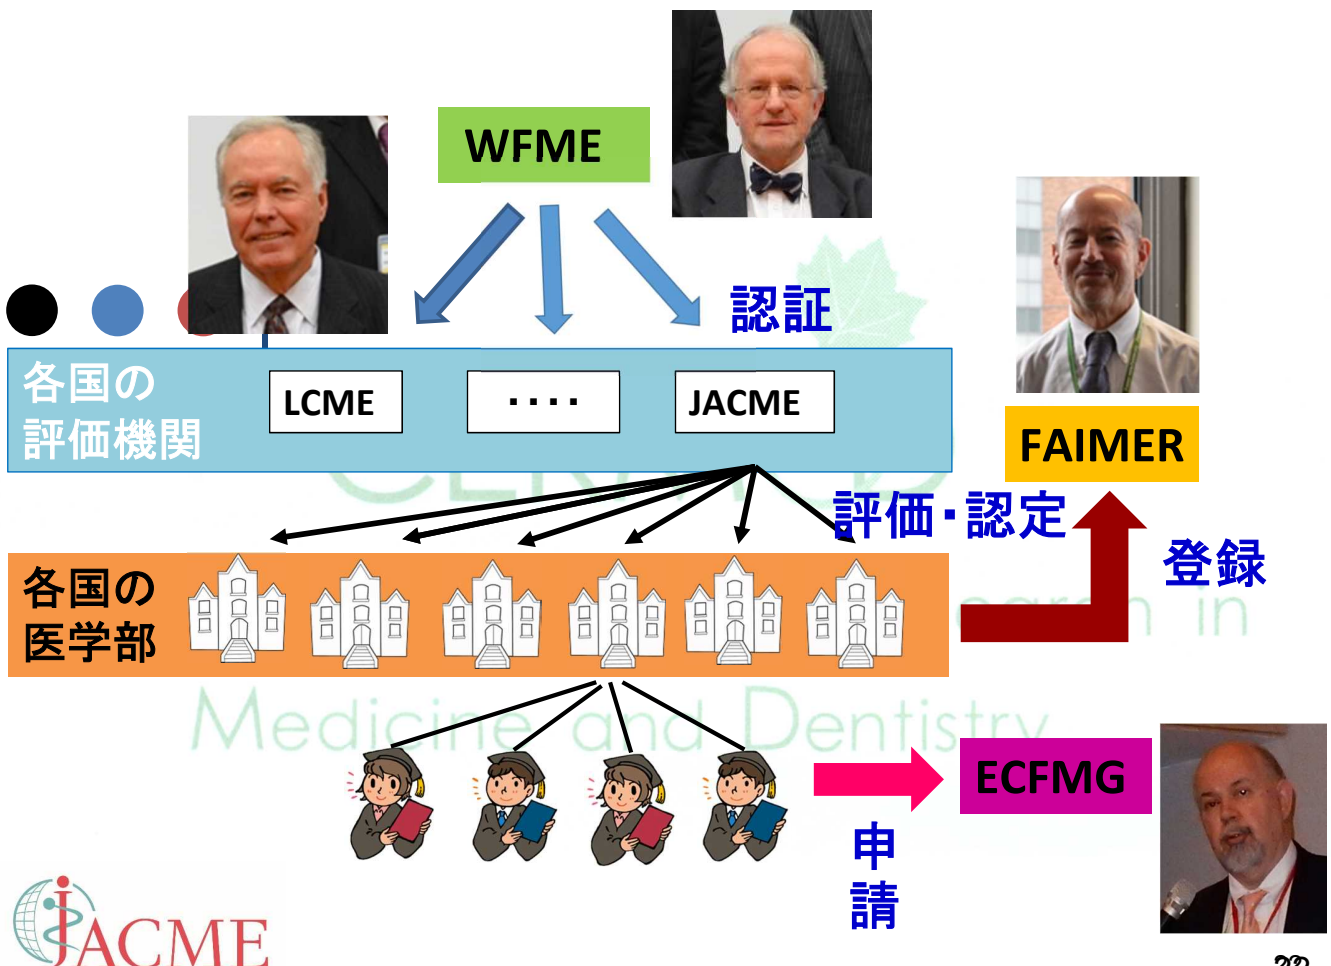 WFME
認証
各国の
評価機関
LCME
····
JACME
FAIMER
評価・認定
登録
各国の
医学部
Medicine and Dentistry
ECFMG
申
請
JACME